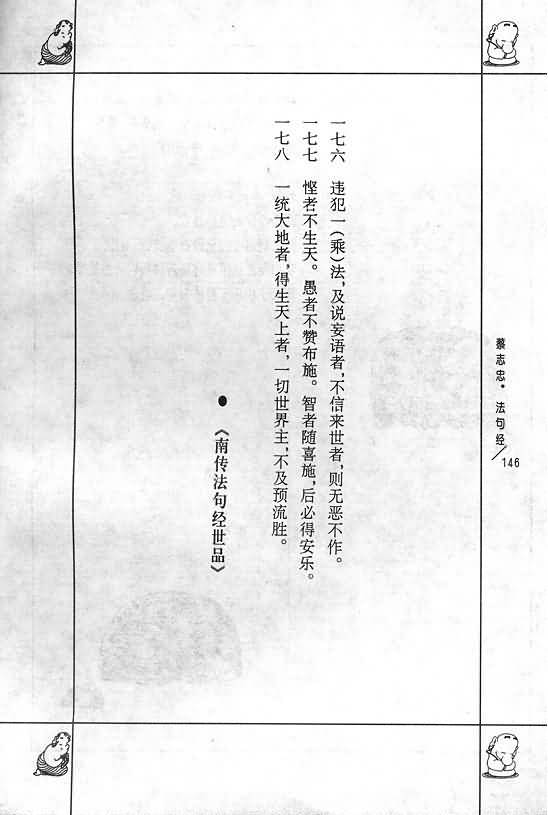 一七六　违犯一(乘)法,及说妄语者,不信来世者,则无恶不作。
一七七　悭者不生天。愚者不赞布施。智者随喜施,后必得安乐。
一七八　一统大地者,得生天上者,一切世界主,不及预流胜。
●《南传法句经世品》
蔡志忠·法句经/146